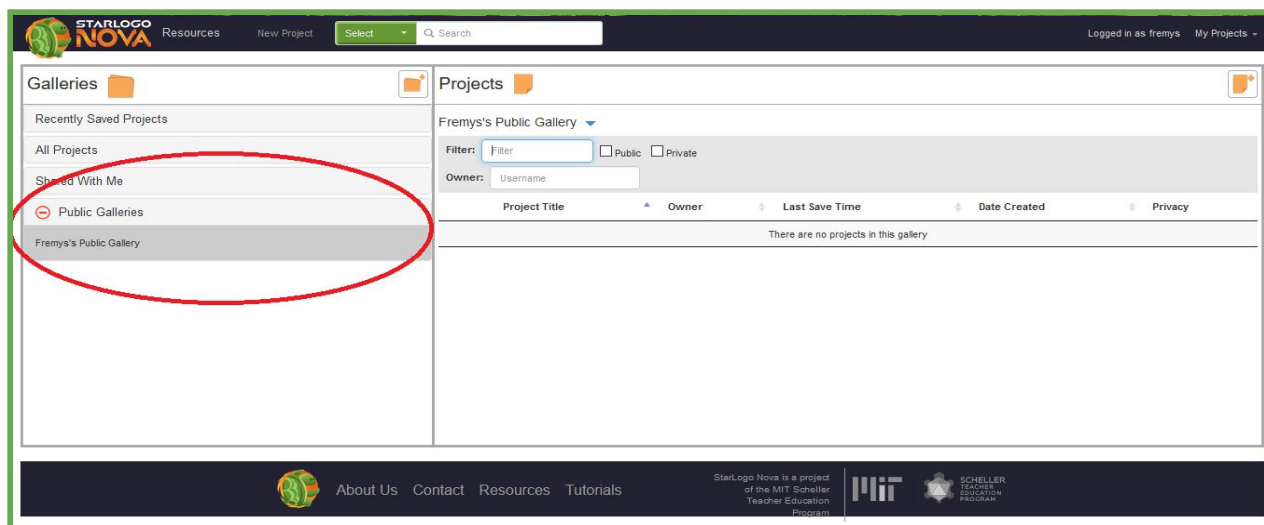 STARLOGO
NOVA
Resources New Project Select Search Logged in as fremys My Projects
Galleries
Recently Saved Projects
All Projects
Shared With Me
Public Galleries
Fremys's Public Gallery
Projects
Fremys's Public Gallery
Filter: Filter Public Private
Owner: Username
Project Title Owner Last Save Time Date Created Privacy
There are no projects in this gallery
About Us Contact Resources Tutorials
StarLogo Nova is a project
of the MIT Scheller
Teacher Education
Program
MiT
SCHELLER
TEACHER
EDUCATION
PROGRAM